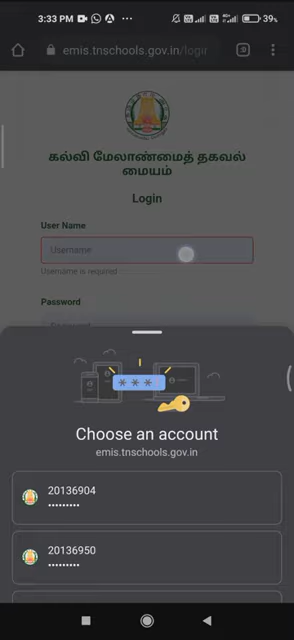 3:33 PM
39%
emis.tnschools.gov.in/login
கல்வி மேலாண்மைத் தகவல்
மையம்
Login
User Name
Username
Username is required
Password
Choose an account
emis.tnschools.gov.in
20136904
•••••••••
20136950
•••••••••